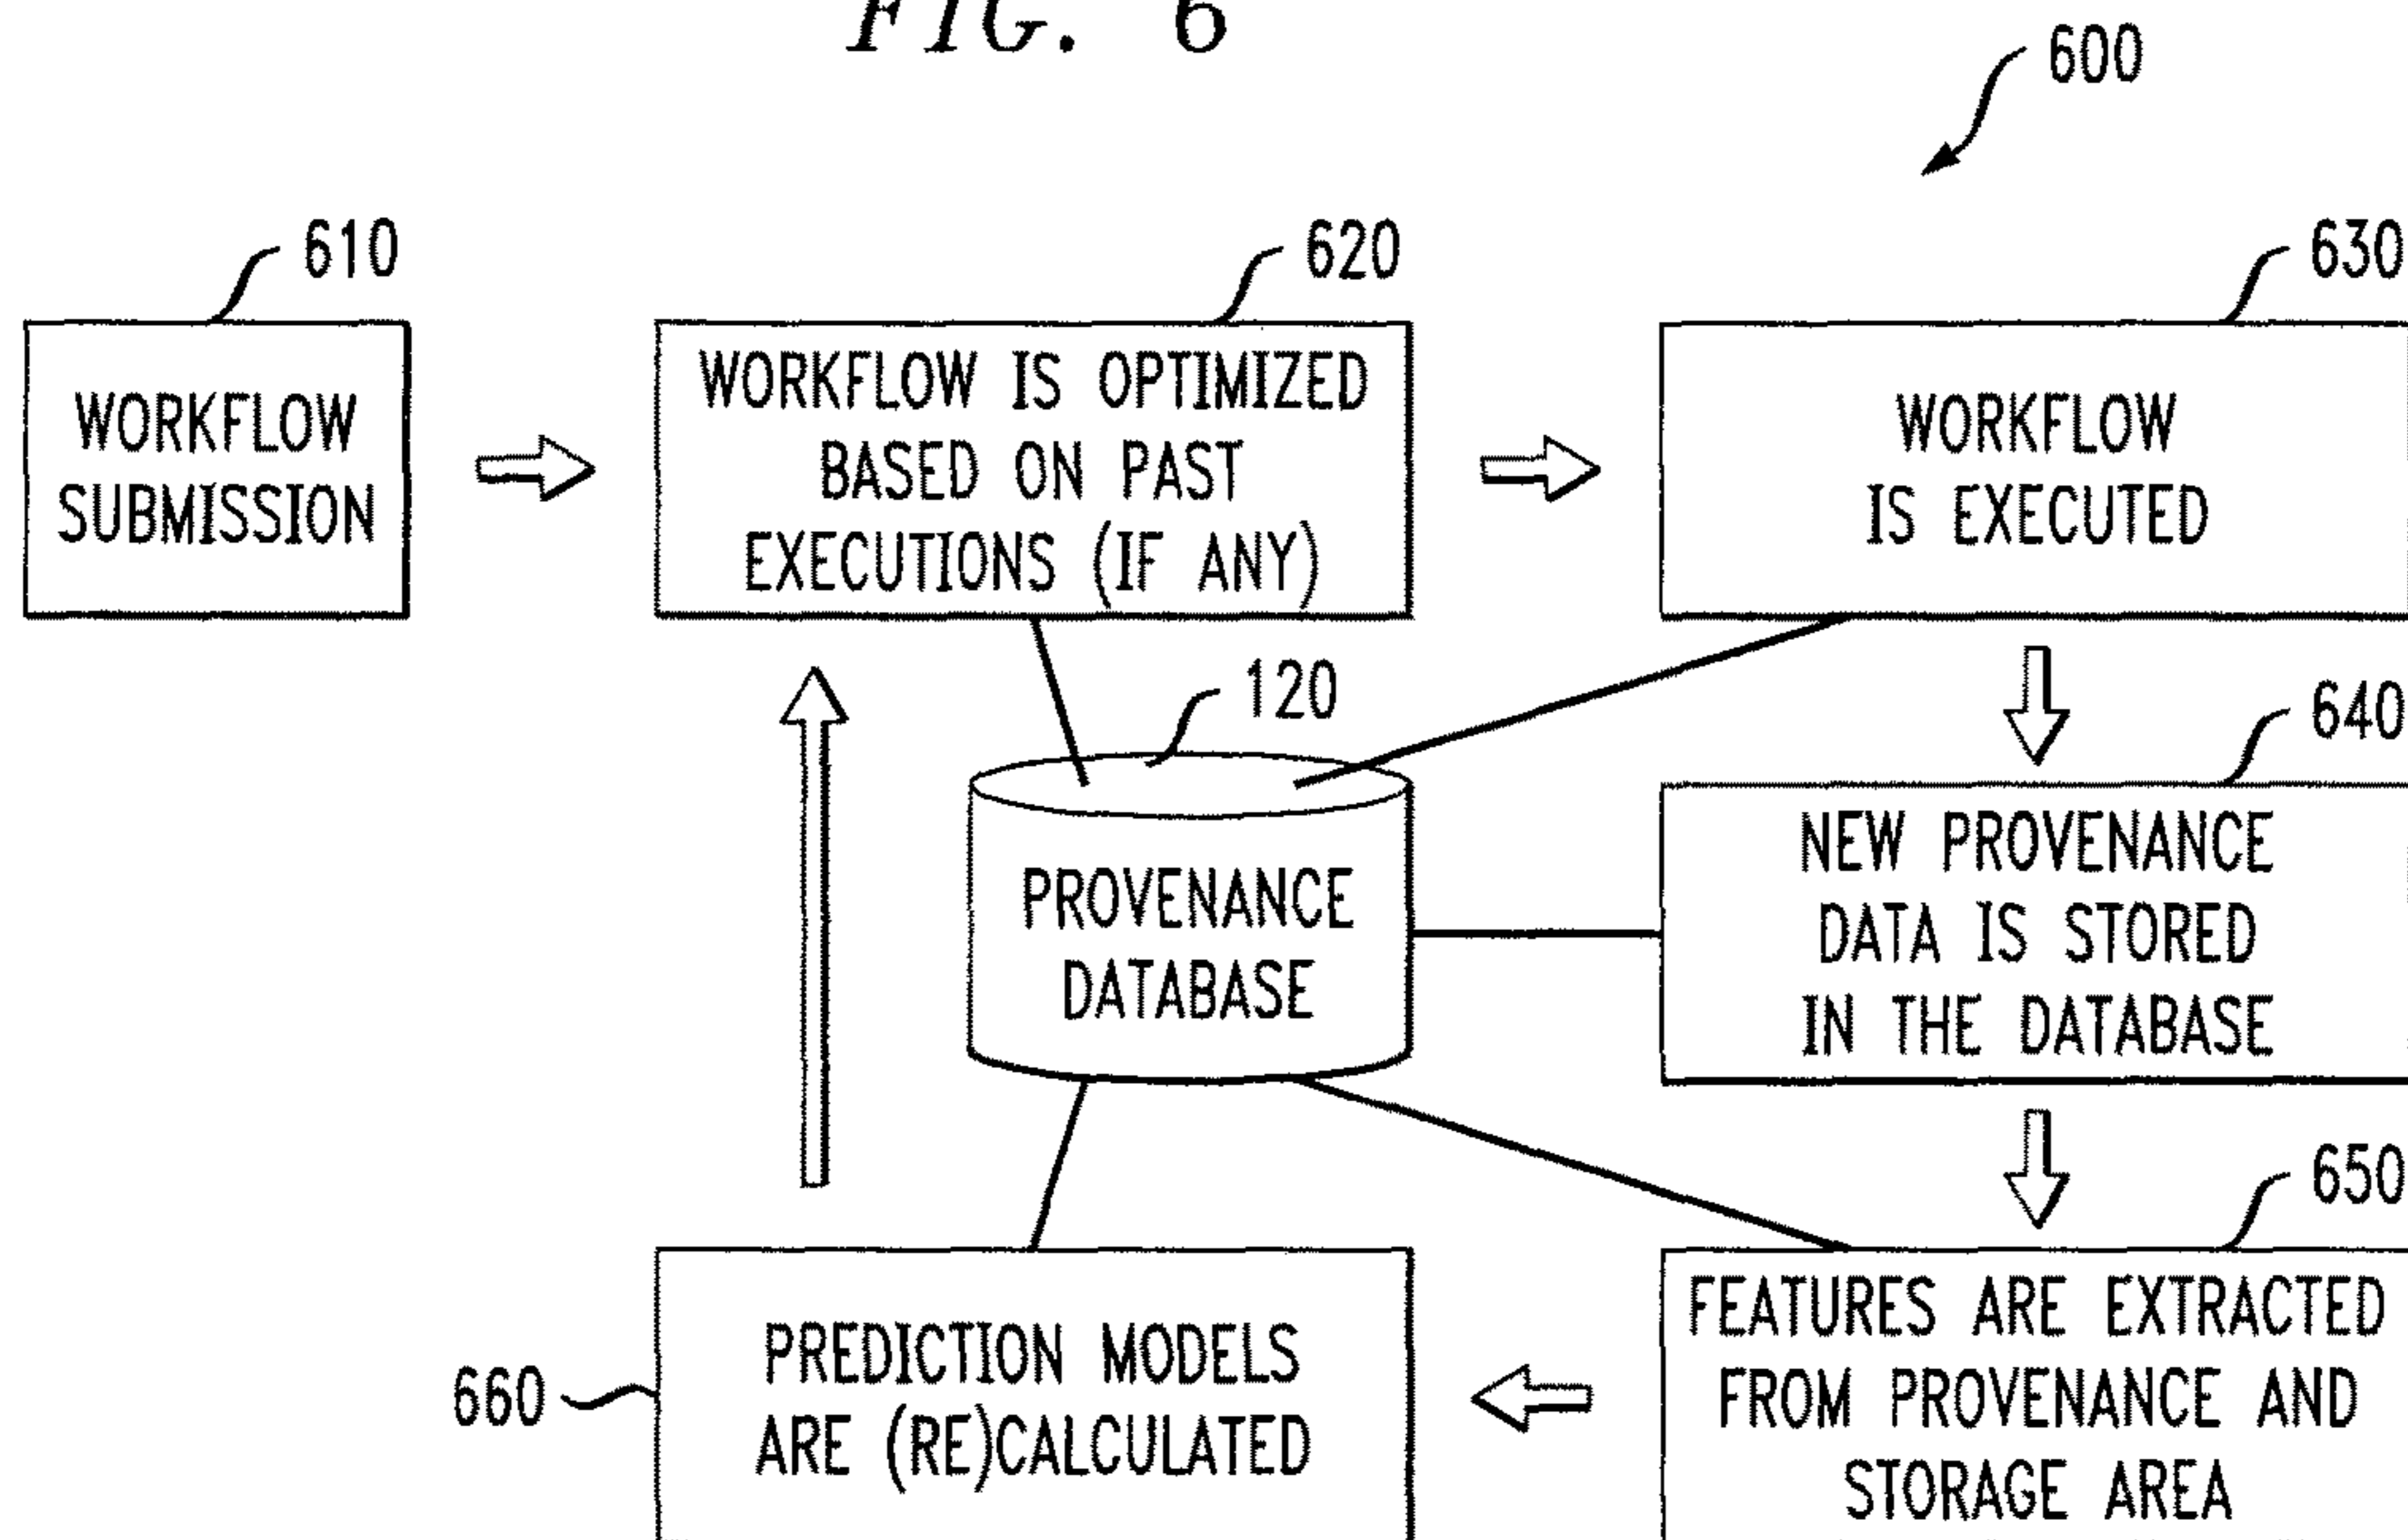 FIG. 6
600
610
WORKFLOW
SUBMISSION
620
WORKFLOW IS OPTIMIZED
BASED ON PAST
EXECUTIONS (IF ANY)
630
WORKFLOW
IS EXECUTED
120
PROVENANCE
DATABASE
640
NEW PROVENANCE
DATA IS STORED
IN THE DATABASE
650
FEATURES ARE EXTRACTED
FROM PROVENANCE AND
STORAGE AREA
660
PREDICTION MODELS
ARE (RE)CALCULATED